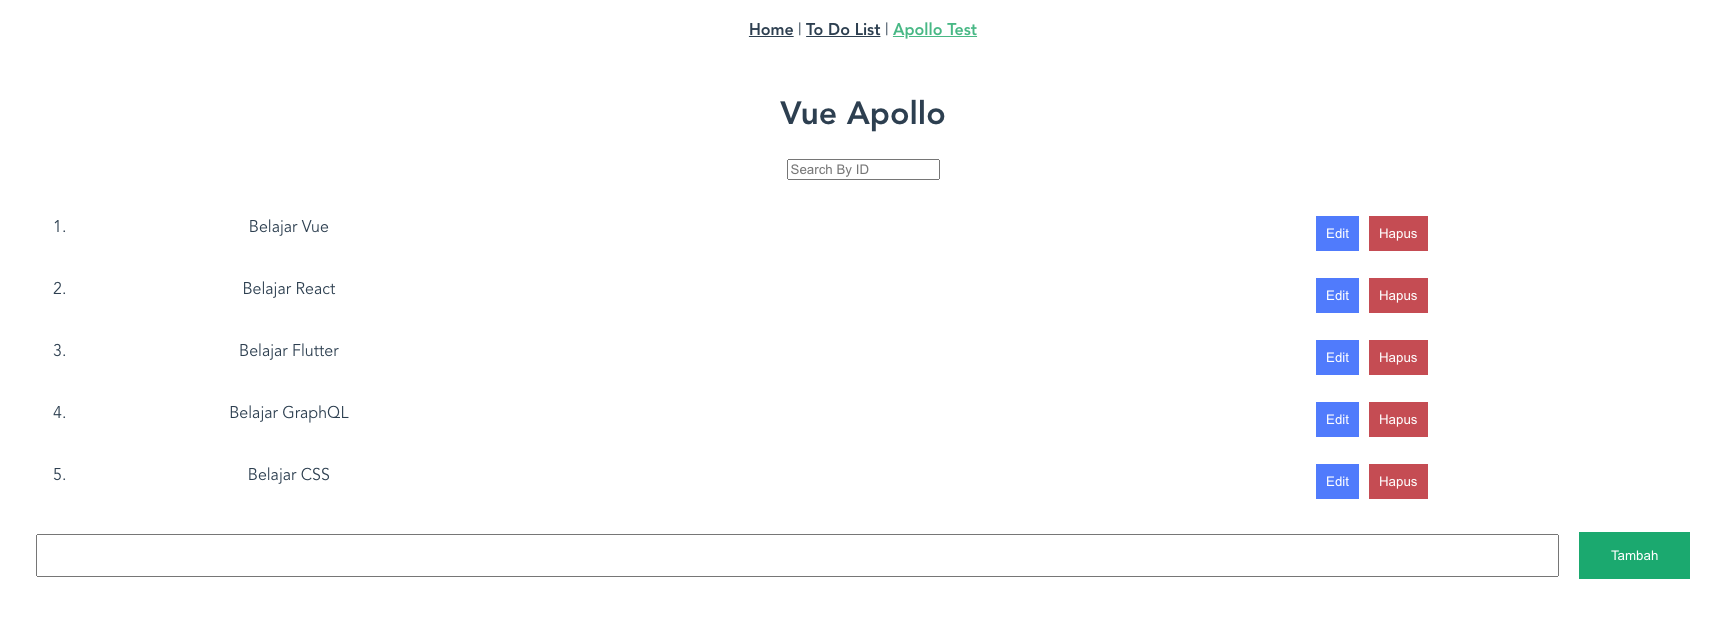 Home | To Do List | Apollo Test
Vue Apollo
Search By ID
1. Belajar Vue Edit Hapus
2. Belajar React Edit Hapus
3. Belajar Flutter Edit Hapus
4. Belajar GraphQL Edit Hapus
5. Belajar CSS Edit Hapus
Tambah